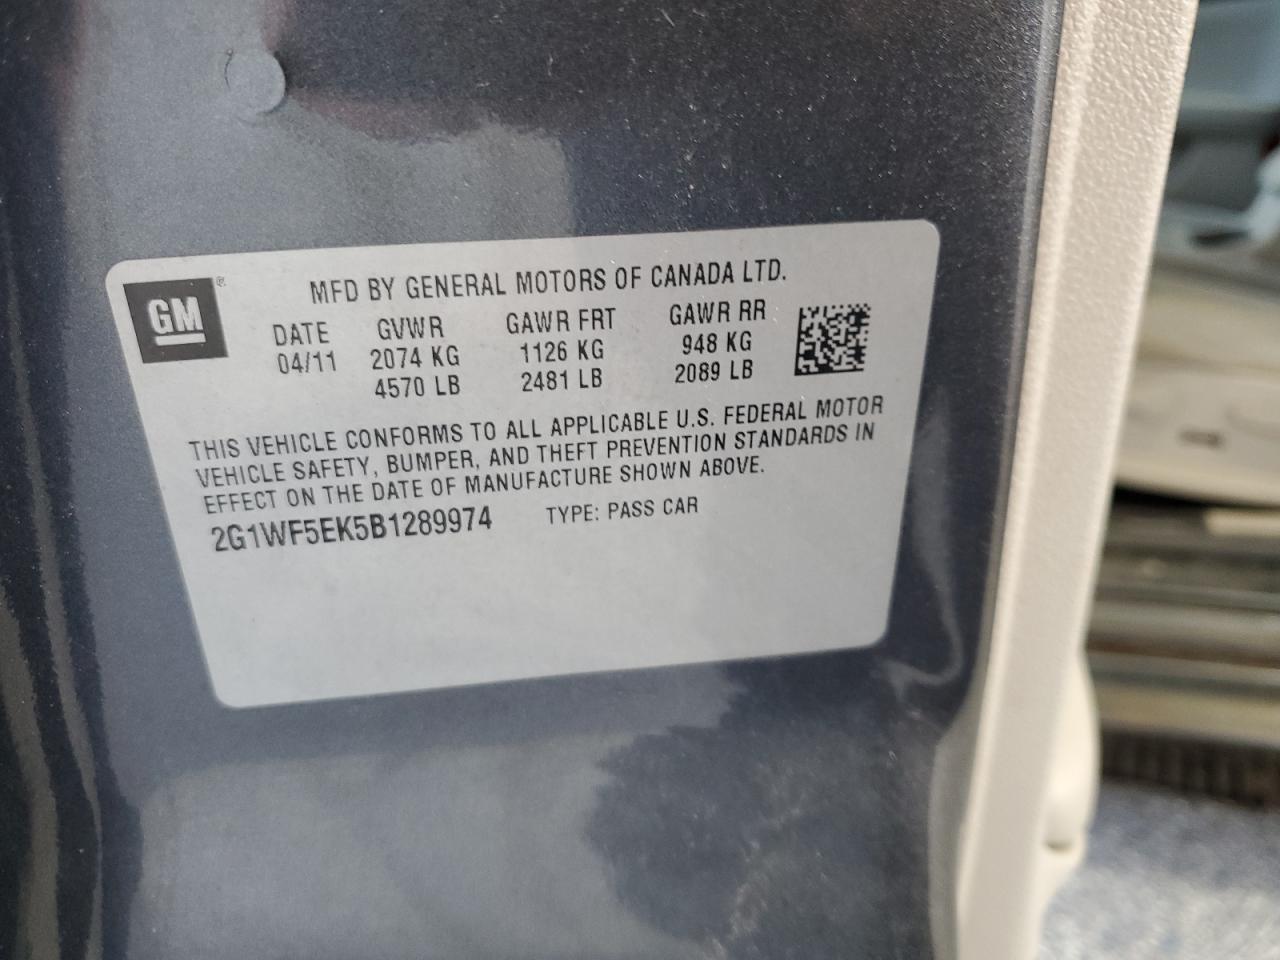 GM ®
MFD BY GENERAL MOTORS OF CANADA LTD.
DATE GVWR GAWR FRT GAWR RR
04/11 2074 KG 1126 KG 948 KG
4570 LB 2481 LB 2089 LB
THIS VEHICLE CONFORMS TO ALL APPLICABLE U.S. FEDERAL MOTOR
VEHICLE SAFETY, BUMPER, AND THEFT PREVENTION STANDARDS IN
EFFECT ON THE DATE OF MANUFACTURE SHOWN ABOVE.
2G1WF5EK5B1289974 TYPE: PASS CAR